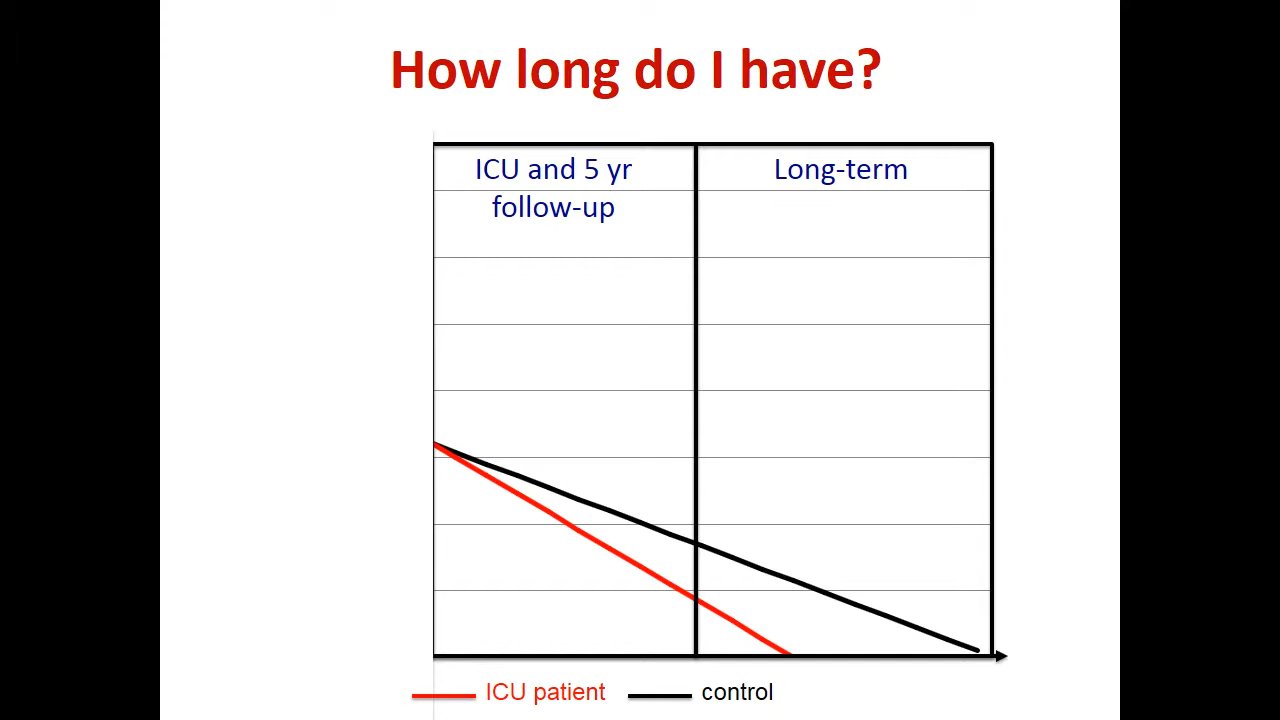 How long do I have?
ICU and 5 yr
follow-up
Long-term
ICU patient
control